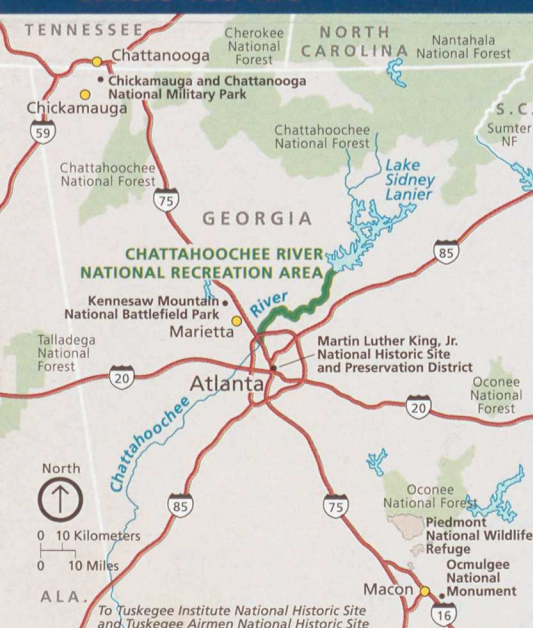 TENNESSEE
Cherokee
National
Forest
NORTH
CAROLINA
Nantahala
National Forest
Chattanooga
Chickamauga and Chattanooga
National Military Park
Chickamauga
S.C.
Sumter
NF
59
Chattahoochee
National Forest
Chattahoochee
National Forest
Lake
Sidney
Lanier
75
GEORGIA
85
CHATTAHOOCHEE RIVER
NATIONAL RECREATION AREA
Kennesaw Mountain
National Battlefield Park
River
Marietta
Talladega
National
Forest
Martin Luther King, Jr.
National Historic Site
and Preservation District
20
Atlanta
Oconee
National
Forest
20
Chattahoochee
North
85
75
Oconee
National Forest
0 10 Kilometers
0 10 Miles
Piedmont
National Wildlife
Refuge
Ocmulgee
National
Monument
Macon
ALA.
16
To Tuskegee Institute National Historic Site
and Tuskegee Airmen National Historic Site